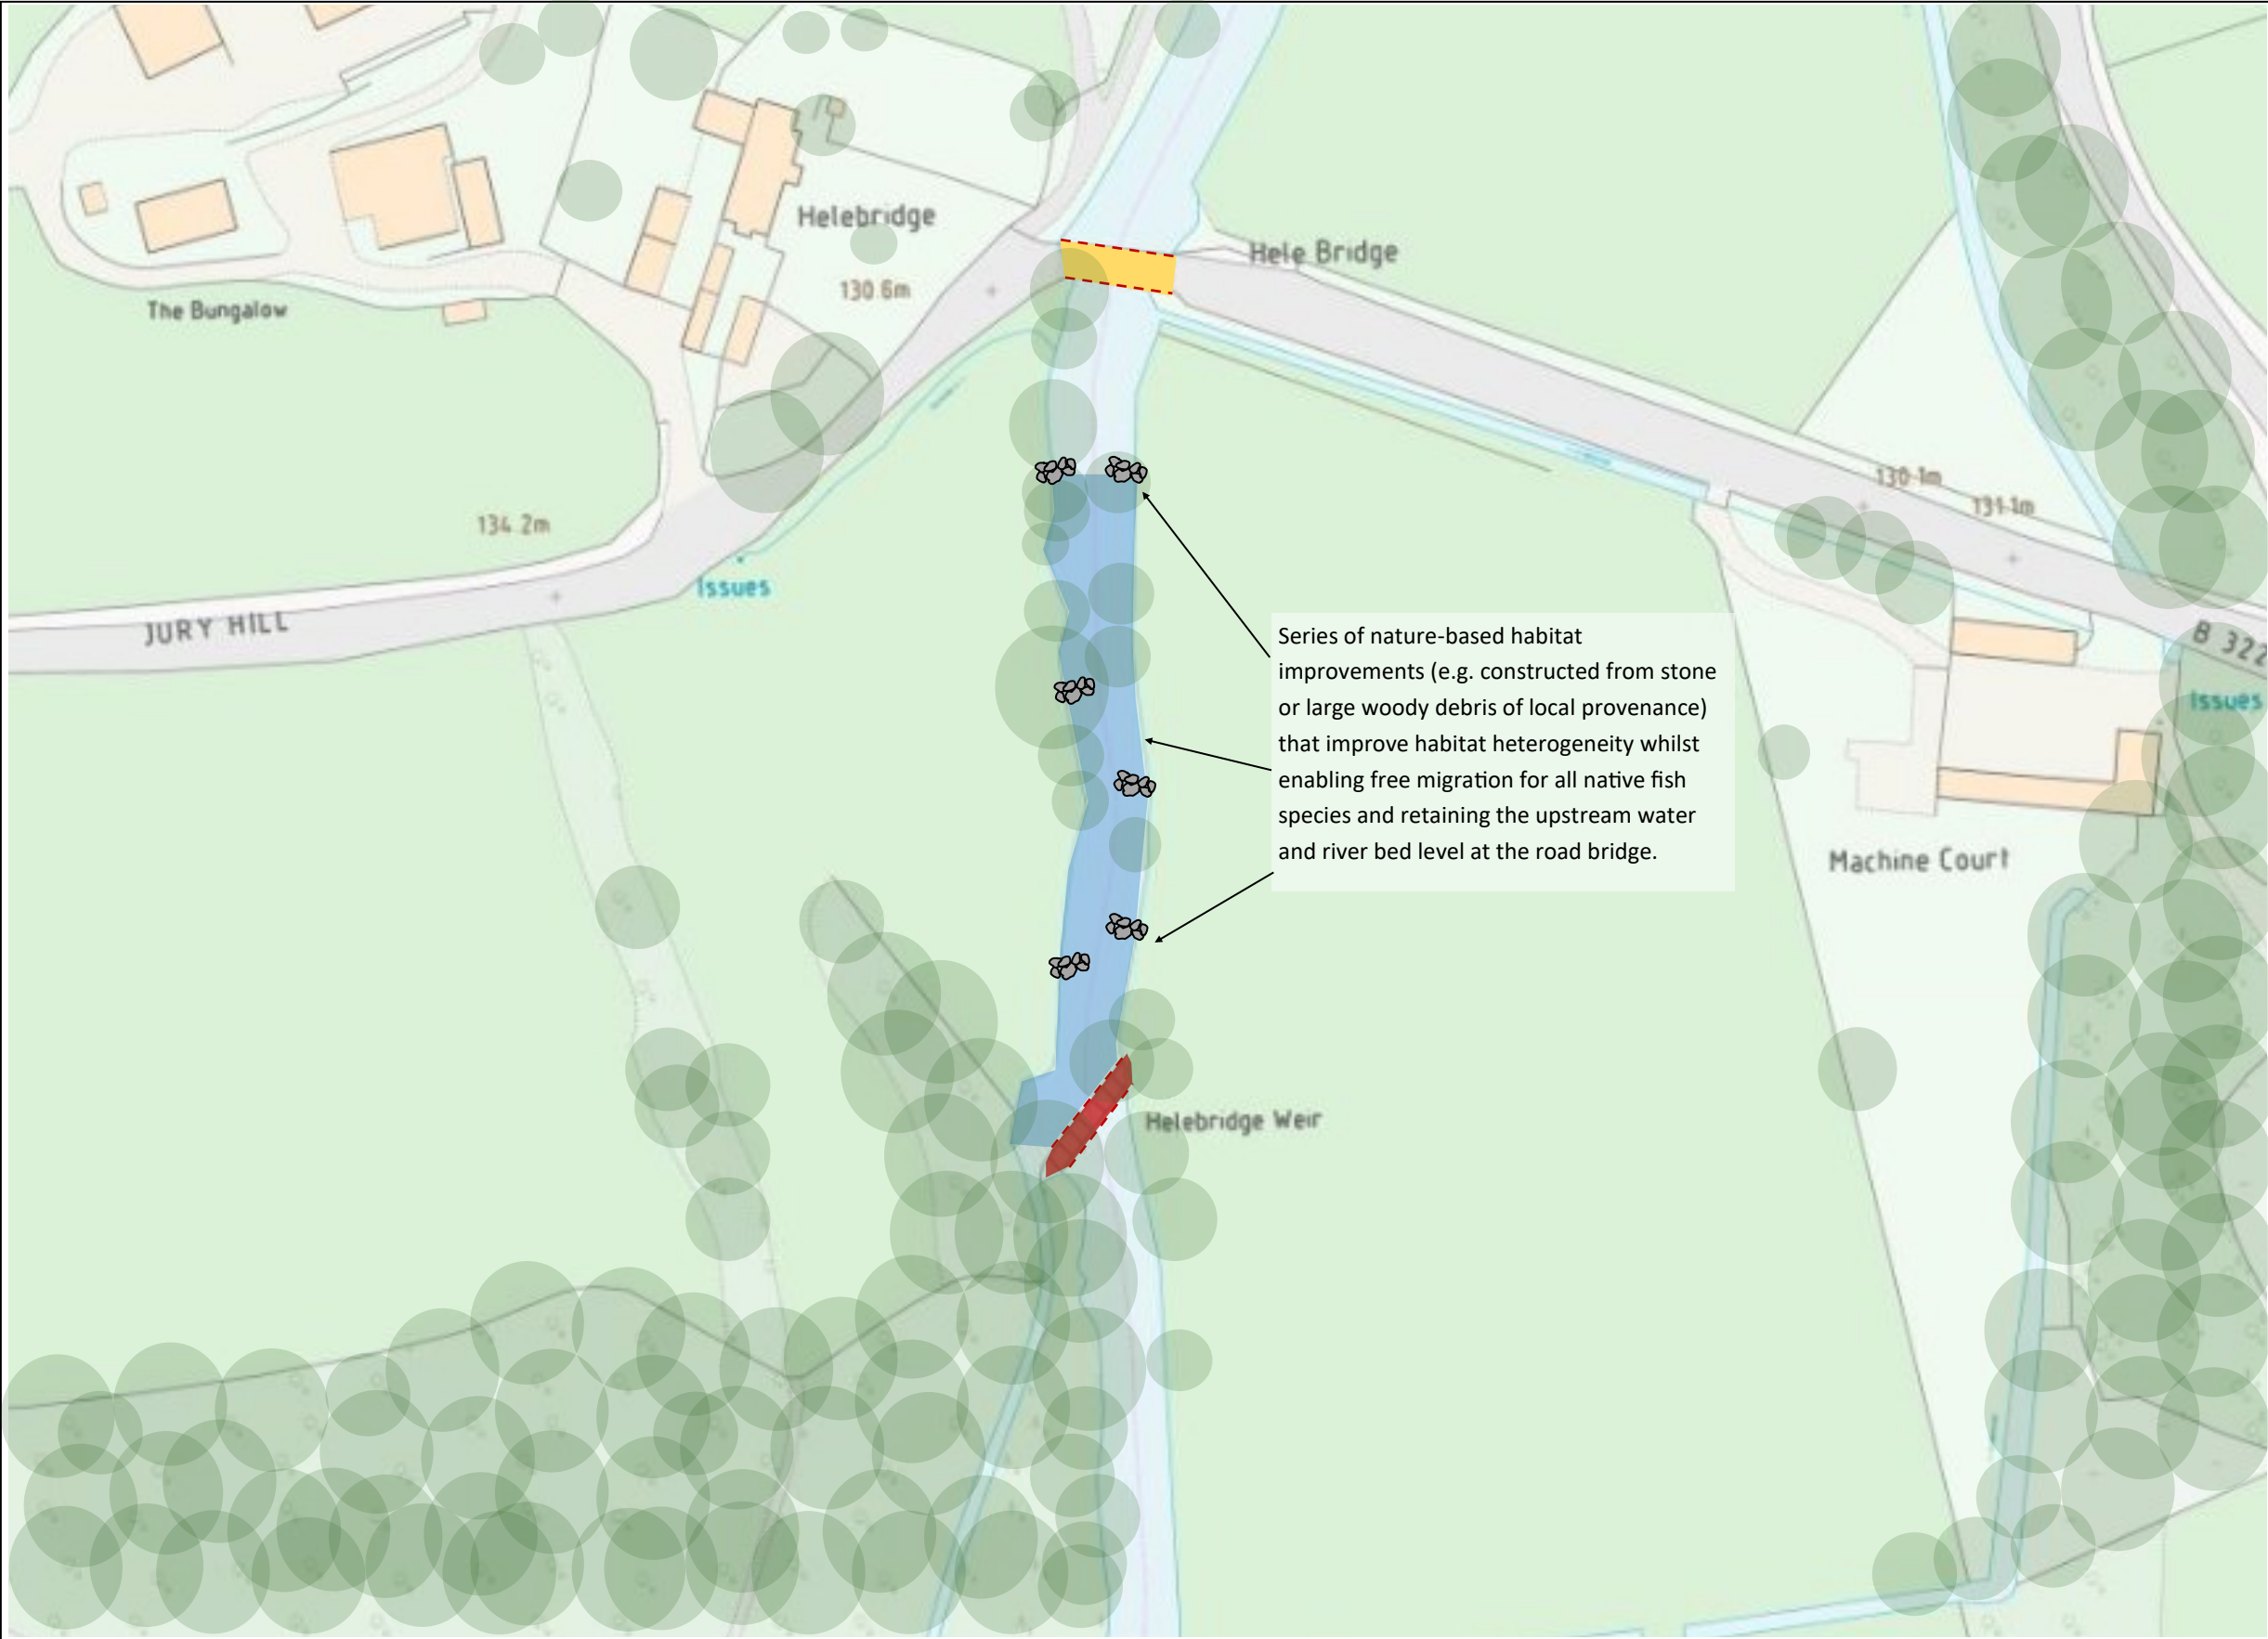 Helebridge
Hele Bridge
130.6m
The Bungalow
130.1m
131.1m
134.2m
Issues
JURY HILL
Series of nature-based habitat
improvements (e.g. constructed from stone
or large woody debris of local provenance)
that improve habitat heterogeneity whilst
enabling free migration for all native fish
species and retaining the upstream water
and river bed level at the road bridge.
B 322
Issues
Machine Court
Helebridge Weir